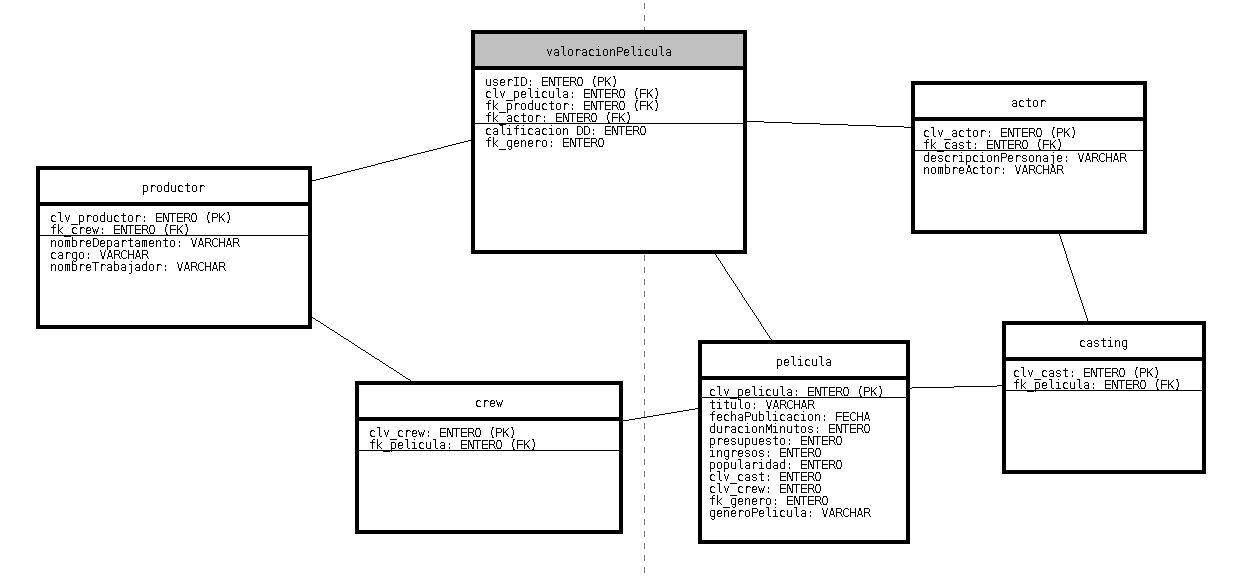 valoracionPelicula
userID: ENTERO (PK)
clv_pelicula: ENTERO (FK)
fk_productor: ENTERO (FK)
fk_actor: ENTERO (FK)
calificacion DD: ENTERO
fk_genero: ENTERO
actor
clv_actor: ENTERO (PK)
fk_cast: ENTERO (FK)
descripcionPersonaje: VARCHAR
nombreActor: VARCHAR
productor
clv_productor: ENTERO (PK)
fk_crew: ENTERO (FK)
nombreDepartamento: VARCHAR
cargo: VARCHAR
nombreTrabajador: VARCHAR
casting
clv_cast: ENTERO (PK)
fk_pelicula: ENTERO (FK)
pelicula
clv_pelicula: ENTERO (PK)
titulo: VARCHAR
fechaPublicacion: FECHA
duracionMinutos: ENTERO
presupuesto: ENTERO
ingresos: ENTERO
popularidad: ENTERO
clv_cast: ENTERO
clv_crew: ENTERO
fk_genero: ENTERO
generoPelicula: VARCHAR
crew
clv_crew: ENTERO (PK)
fk_pelicula: ENTERO (FK)